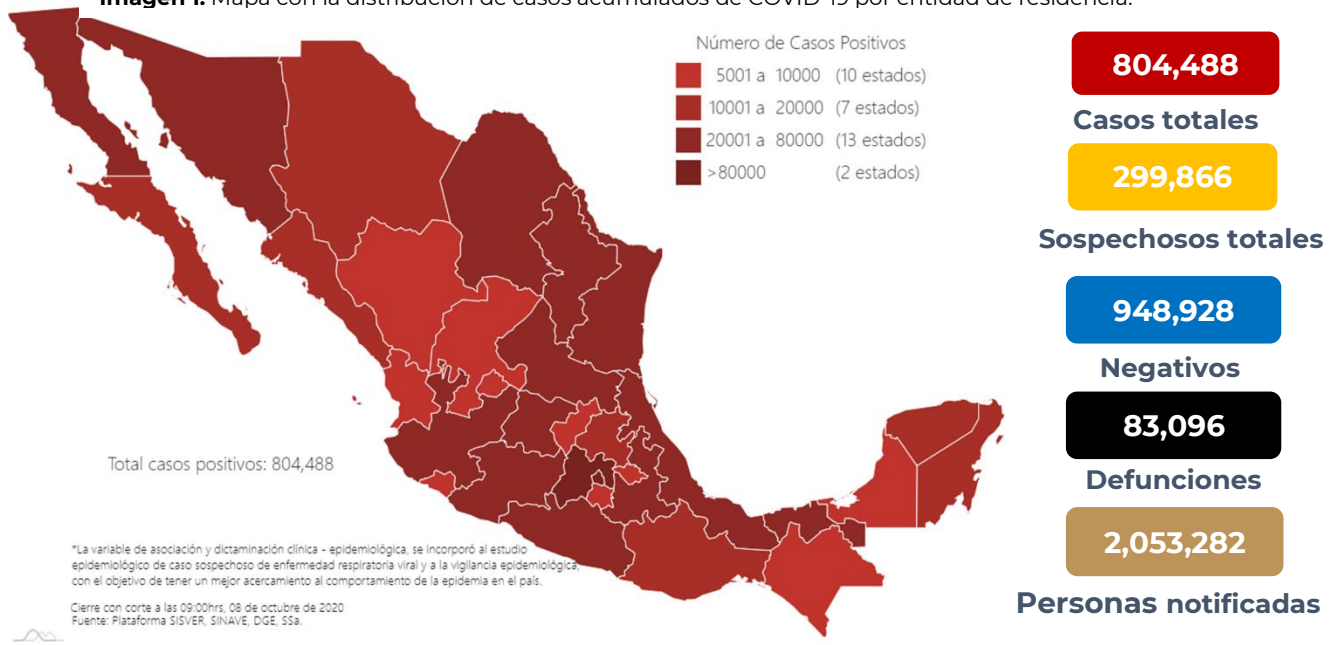 Imagen 1. Mapa con la distribución de casos acumulados de COVID-19 por entidad de residencia.
Número de Casos Positivos
5001 a 10000 (10 estados)
10001 a 20000 (7 estados)
20001 a 80000 (13 estados)
>80000 (2 estados)
804,488
Casos totales
299,866
Sospechosos totales
948,928
Negativos
83,096
Defunciones
2,053,282
Personas notificadas
Total casos positivos: 804,488
*La variable de asociación y dictaminación clínica - epidemiológica, se incorporó al estudio
epidemiológico de caso sospechoso de enfermedad respiratoria viral y a la vigilancia epidemiológica,
con el objetivo de tener un mejor acercamiento al comportamiento de la epidemia en el país.
Cierre con corte a las 09:00hrs, 08 de octubre de 2020
Fuente: Plataforma SISVER, SINAVE, DGE, SSa.